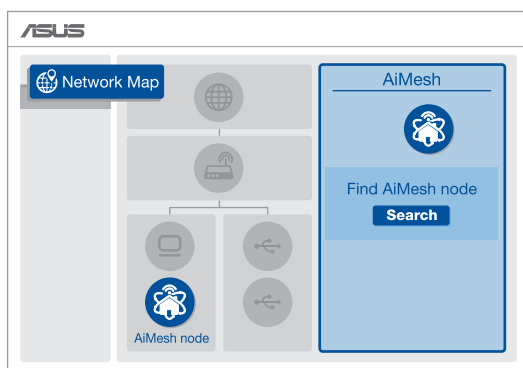 ASUS
Network Map
AiMesh node
AiMesh
Find AiMesh node
Search